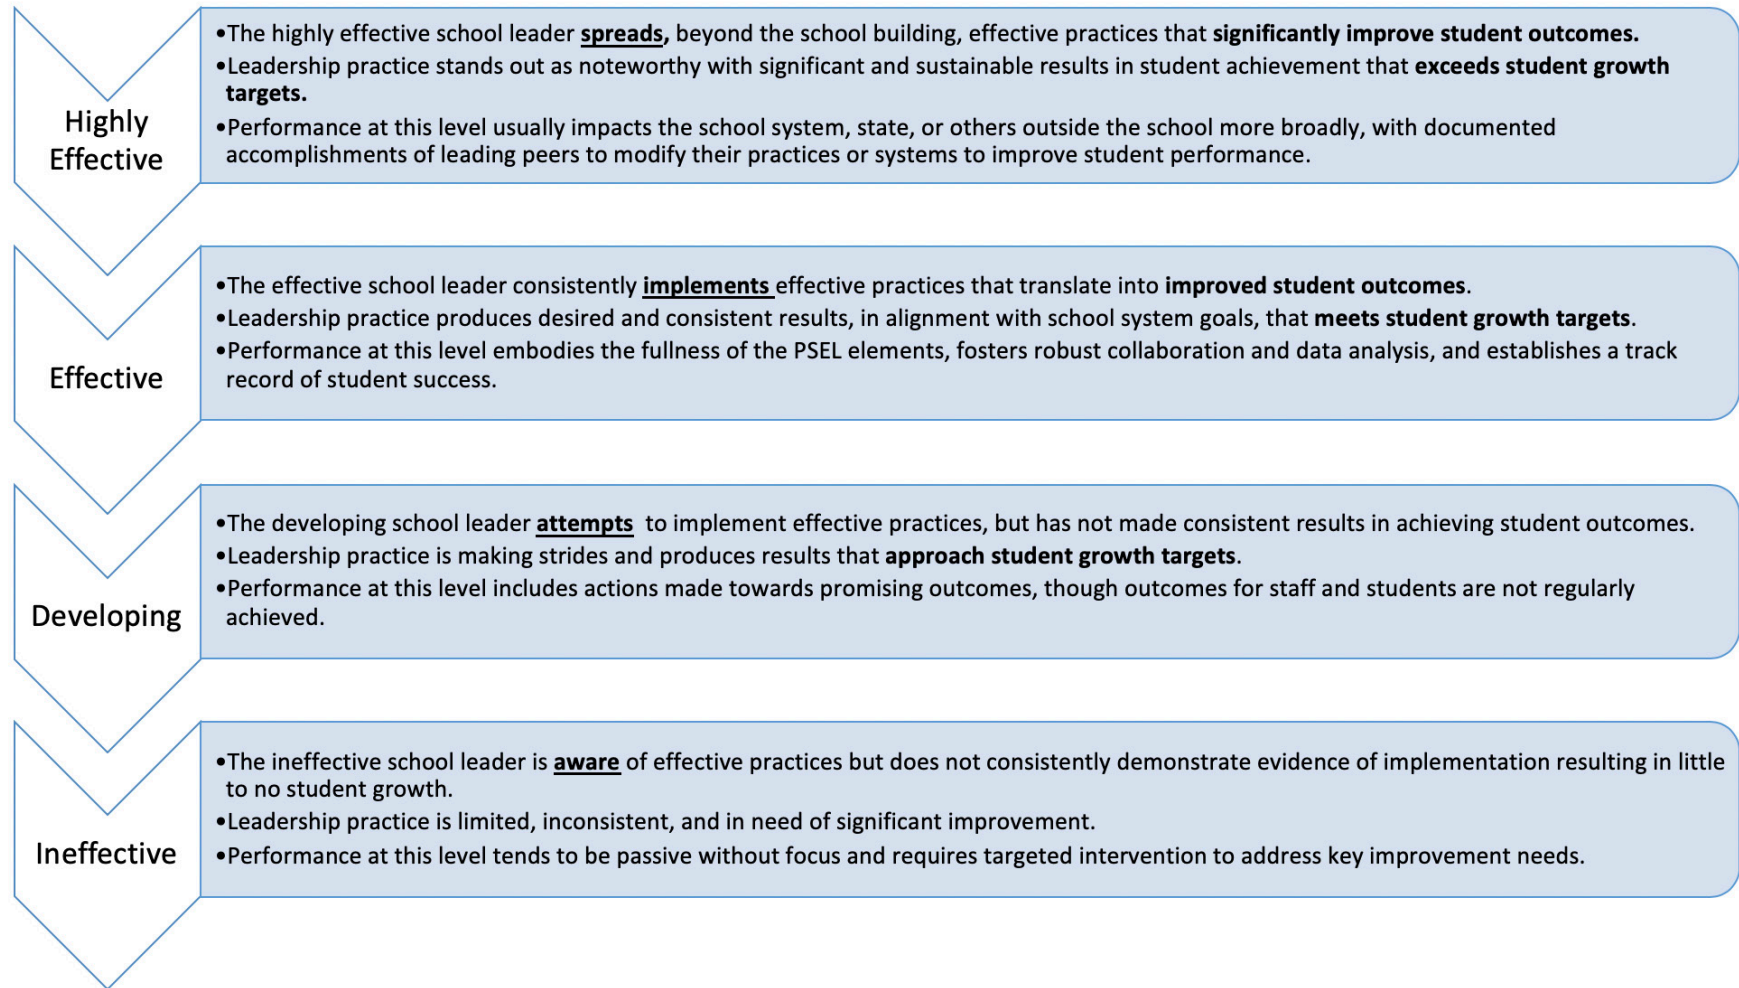 Highly
Effective
•The highly effective school leader spreads, beyond the school building, effective practices that significantly improve student outcomes.
•Leadership practice stands out as noteworthy with significant and sustainable results in student achievement that exceeds student growth
targets.
•Performance at this level usually impacts the school system, state, or others outside the school more broadly, with documented
accomplishments of leading peers to modify their practices or systems to improve student performance.
Effective
•The effective school leader consistently implements effective practices that translate into improved student outcomes.
•Leadership practice produces desired and consistent results, in alignment with school system goals, that meets student growth targets.
•Performance at this level embodies the fullness of the PSEL elements, fosters robust collaboration and data analysis, and establishes a track
record of student success.
Developing
•The developing school leader attempts to implement effective practices, but has not made consistent results in achieving student outcomes.
•Leadership practice is making strides and produces results that approach student growth targets.
•Performance at this level includes actions made towards promising outcomes, though outcomes for staff and students are not regularly
achieved.
Ineffective
•The ineffective school leader is aware of effective practices but does not consistently demonstrate evidence of implementation resulting in little
to no student growth.
•Leadership practice is limited, inconsistent, and in need of significant improvement.
•Performance at this level tends to be passive without focus and requires targeted intervention to address key improvement needs.